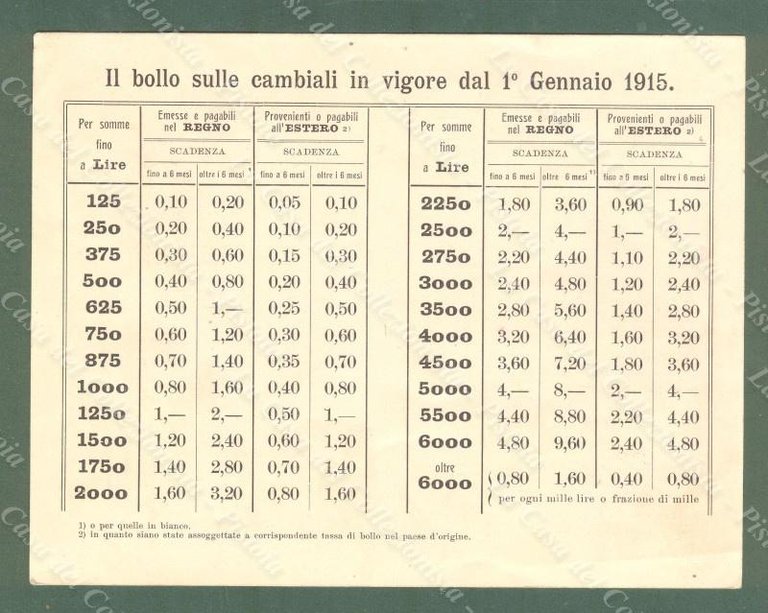 Il bollo sulle cambiali in vigore dal 1º Gennaio 1915.
Per somme fino a Lire | Emesse e pagabili nel REGNO | Provenienti o pagabili all'ESTERO 2)
SCADENZA | SCADENZA
fino a 6 mesi | oltre i 6 mesi 1) | fino a 6 mesi | oltre i 6 mesi
125 | 0,10 | 0,20 | 0,05 | 0,10
250 | 0,20 | 0,40 | 0,10 | 0,20
375 | 0,30 | 0,60 | 0,15 | 0,30
500 | 0,40 | 0,80 | 0,20 | 0,40
625 | 0,50 | 1,— | 0,25 | 0,50
750 | 0,60 | 1,20 | 0,30 | 0,60
875 | 0,70 | 1,40 | 0,35 | 0,70
1000 | 0,80 | 1,60 | 0,40 | 0,80
1250 | 1,— | 2,— | 0,50 | 1,—
1500 | 1,20 | 2,40 | 0,60 | 1,20
1750 | 1,40 | 2,80 | 0,70 | 1,40
2000 | 1,60 | 3,20 | 0,80 | 1,60
Per somme fino a Lire | Emesse e pagabili nel REGNO | Provenienti o pagabili all'ESTERO 2)
SCADENZA | SCADENZA
fino a 6 mesi | oltre i 6 mesi 1) | fino a 6 mesi | oltre i 6 mesi
2250 | 1,80 | 3,60 | 0,90 | 1,80
2500 | 2,— | 4,— | 1,— | 2,—
2750 | 2,20 | 4,40 | 1,10 | 2,20
3000 | 2,40 | 4,80 | 1,20 | 2,40
3500 | 2,80 | 5,60 | 1,40 | 2,80
4000 | 3,20 | 6,40 | 1,60 | 3,20
4500 | 3,60 | 7,20 | 1,80 | 3,60
5000 | 4,— | 8,— | 2,— | 4,—
5500 | 4,40 | 8,80 | 2,20 | 4,40
6000 | 4,80 | 9,60 | 2,40 | 4,80
oltre 6000 | 0,80 | 1,60 | 0,40 | 0,80
per ogni mille lire o frazione di mille
1) o per quelle in bianco.
2) in quanto siano state assoggettate a corrispondente tassa di bollo nel paese d'origine.
La Casa del Collezionista Pistoia